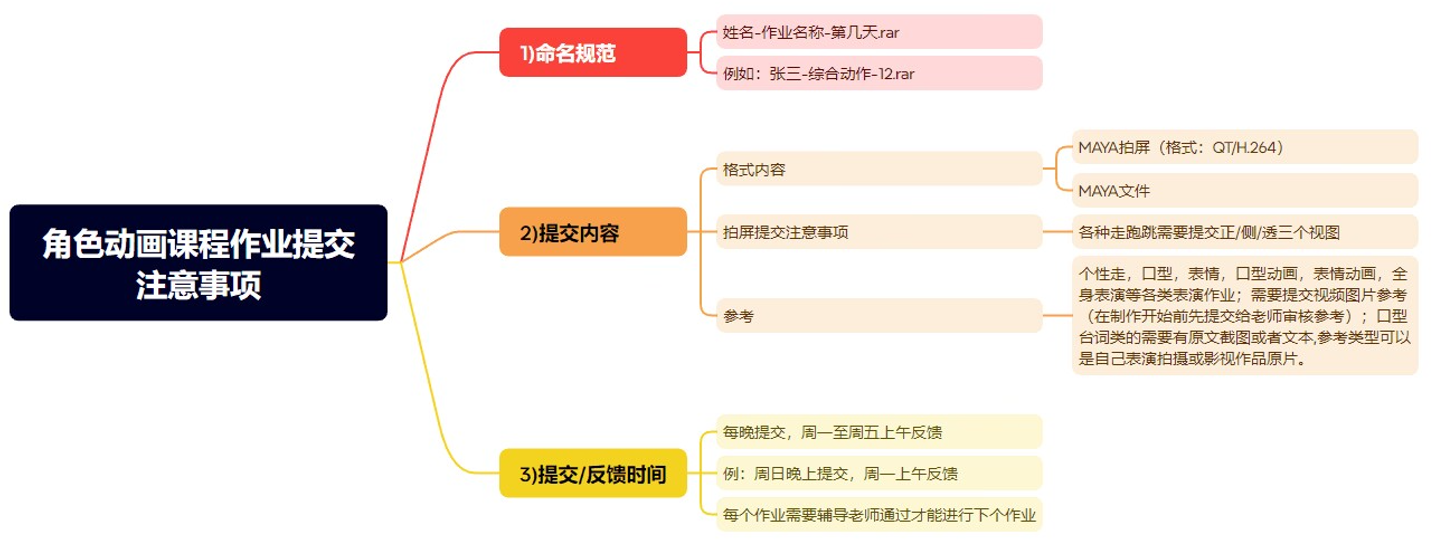 角色动画课程作业提交
注意事项
1)命名规范
姓名-作业名称-第几天.rar
例如：张三-综合动作-12.rar
2)提交内容
格式内容
MAYA拍屏（格式：QT/H.264）
MAYA文件
拍屏提交注意事项
各种走跑跳需要提交正/侧/透三个视图
参考
个性走，口型，表情，口型动画，表情动画，全
身表演等各类表演作业；需要提交视频图片参考
（在制作开始前先提交给老师审核参考）；口型
台词类的需要有原文截图或者文本,参考类型可以
是自己表演拍摄或影视作品原片。
3)提交/反馈时间
每晚提交，周一至周五上午反馈
例：周日晚上提交，周一上午反馈
每个作业需要辅导老师通过才能进行下个作业